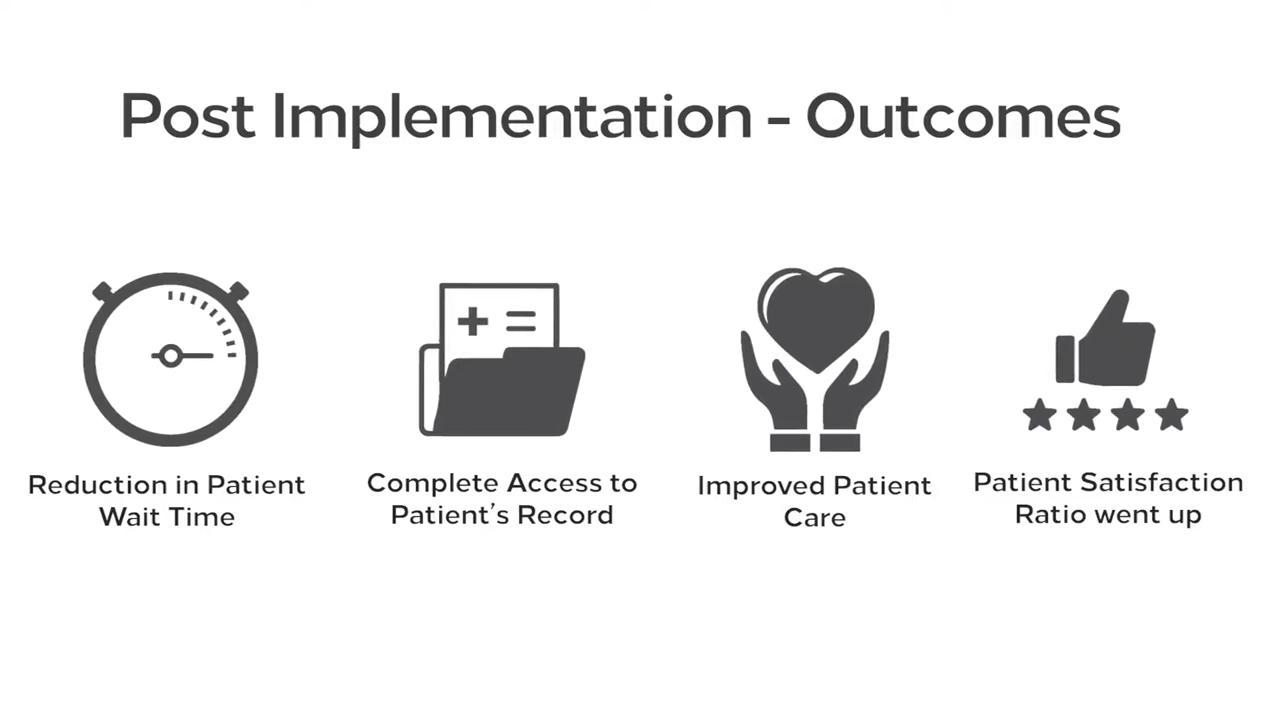 Post Implementation - Outcomes
Reduction in Patient
Wait Time
Complete Access to
Patient's Record
Improved Patient
Care
Patient Satisfaction
Ratio went up